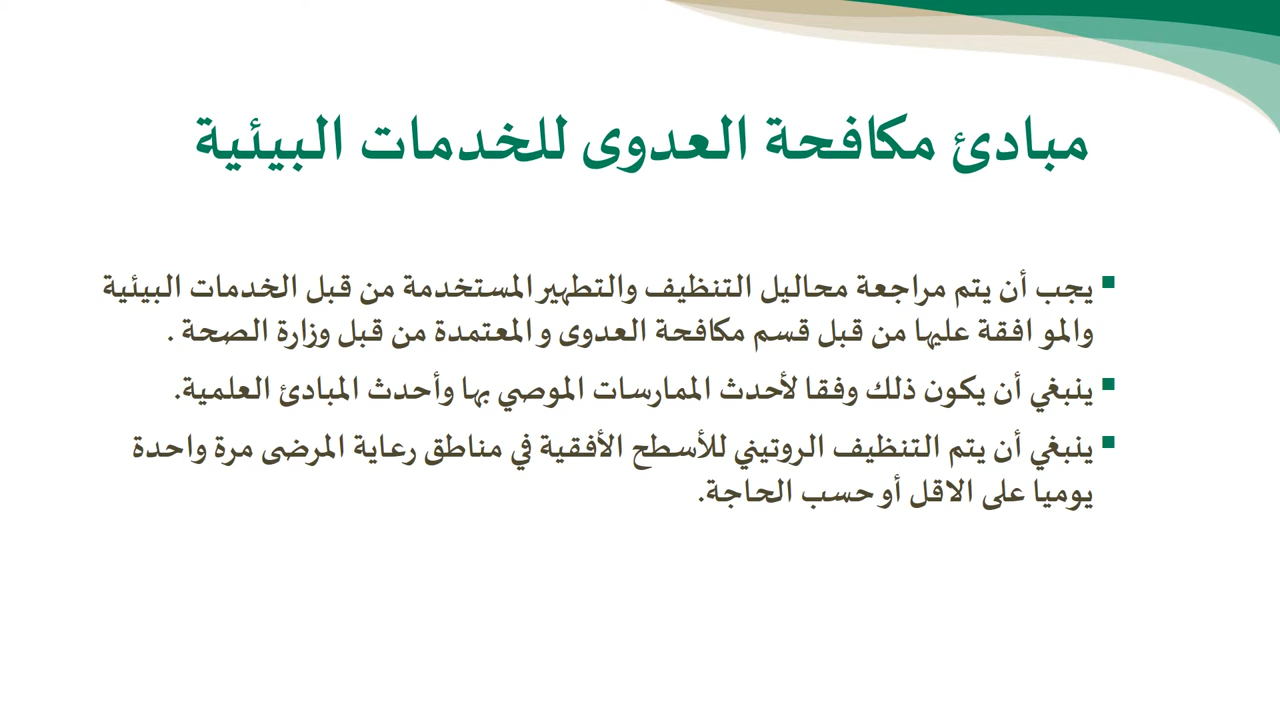 مبادئ مكافحة العدوى للخدمات البيئية
▪ يجب أن يتم مراجعة محاليل التنظيف والتطهير المستخدمة من قبل الخدمات البيئية
والموافقة عليها من قبل قسم مكافحة العدوى والمعتمدة من قبل وزارة الصحة .
▪ ينبغي أن يكون ذلك وفقا لأحدث الممارسات الموصي بها وأحدث المبادئ العلمية.
▪ ينبغي أن يتم التنظيف الروتيني للأسطح الأفقية في مناطق رعاية المرضى مرة واحدة
يوميا على الاقل أو حسب الحاجة.